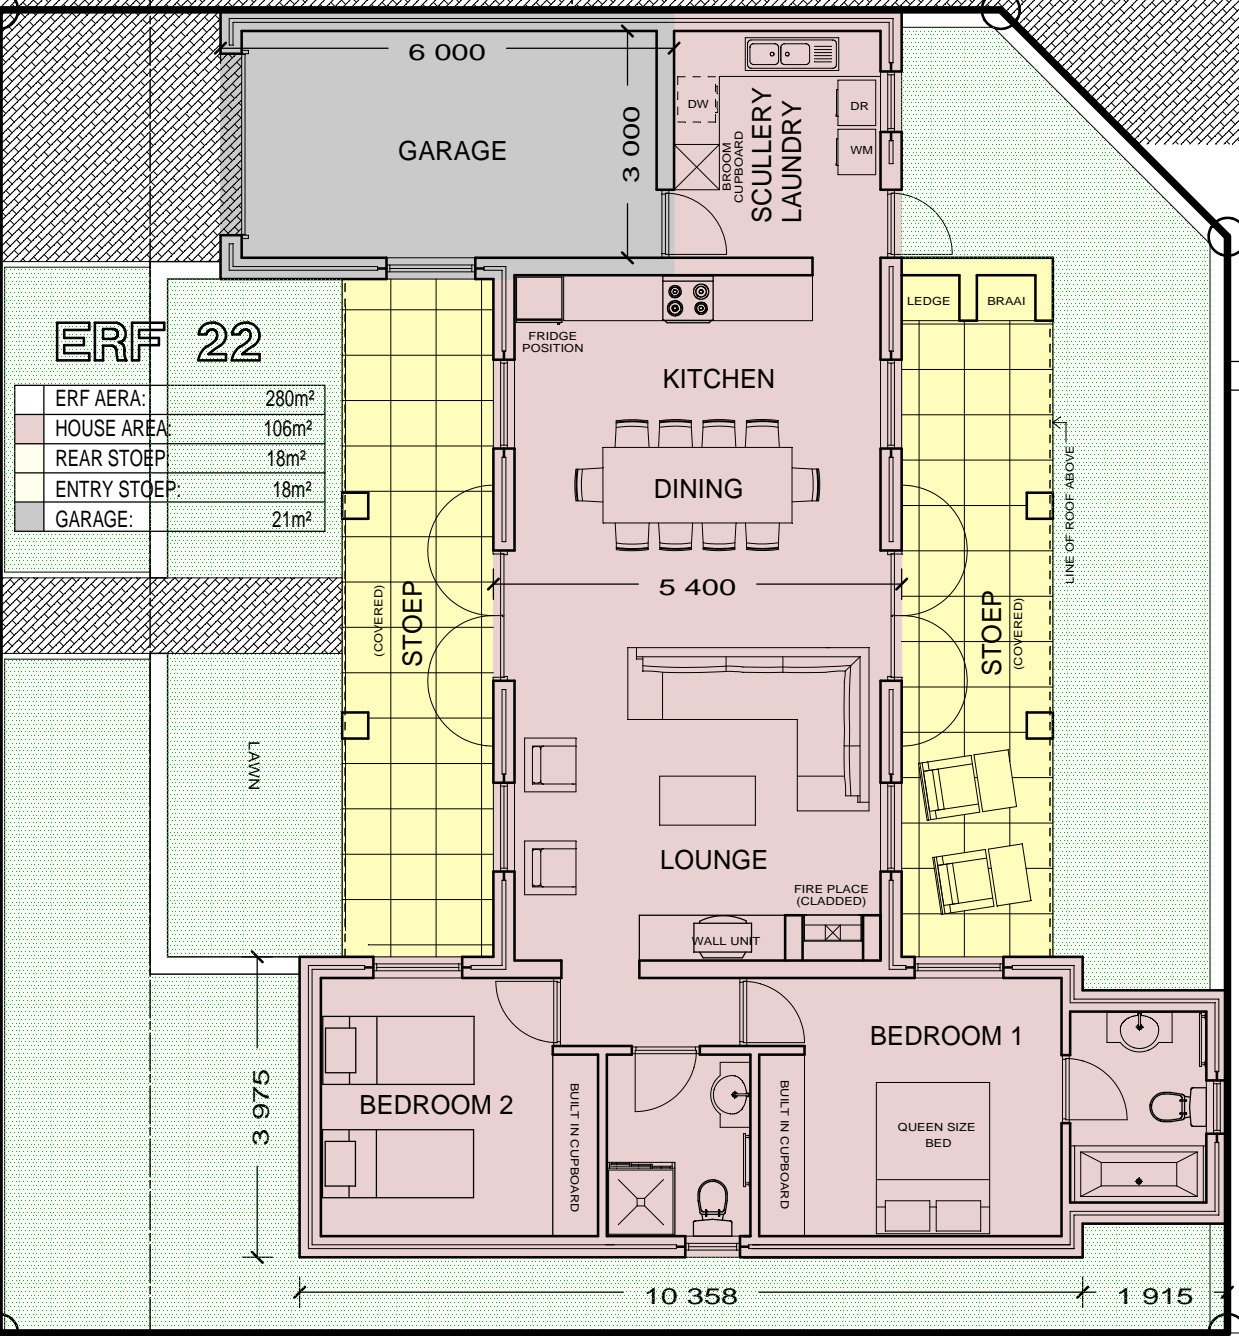 6 000
3 000
GARAGE
DW
BROOM
CUPBOARD
SCULLERY
LAUNDRY
DR
WM
ERF 22
ERF AERA: 280m²
HOUSE AREA: 106m²
REAR STOEP 18m²
ENTRY STOEP: 18m²
GARAGE: 21m²
FRIDGE
POSITION
KITCHEN
DINING
LEDGE
BRAAI
LINE OF ROOF ABOVE
(COVERED)
STOEP
5 400
STOEP
(COVERED)
LAWN
LOUNGE
FIRE PLACE
(CLADDED)
WALL UNIT
3 975
BEDROOM 2
BUILT IN CUPBOARD
BUILT IN CUPBOARD
BEDROOM 1
QUEEN SIZE
BED
10 358
1 915